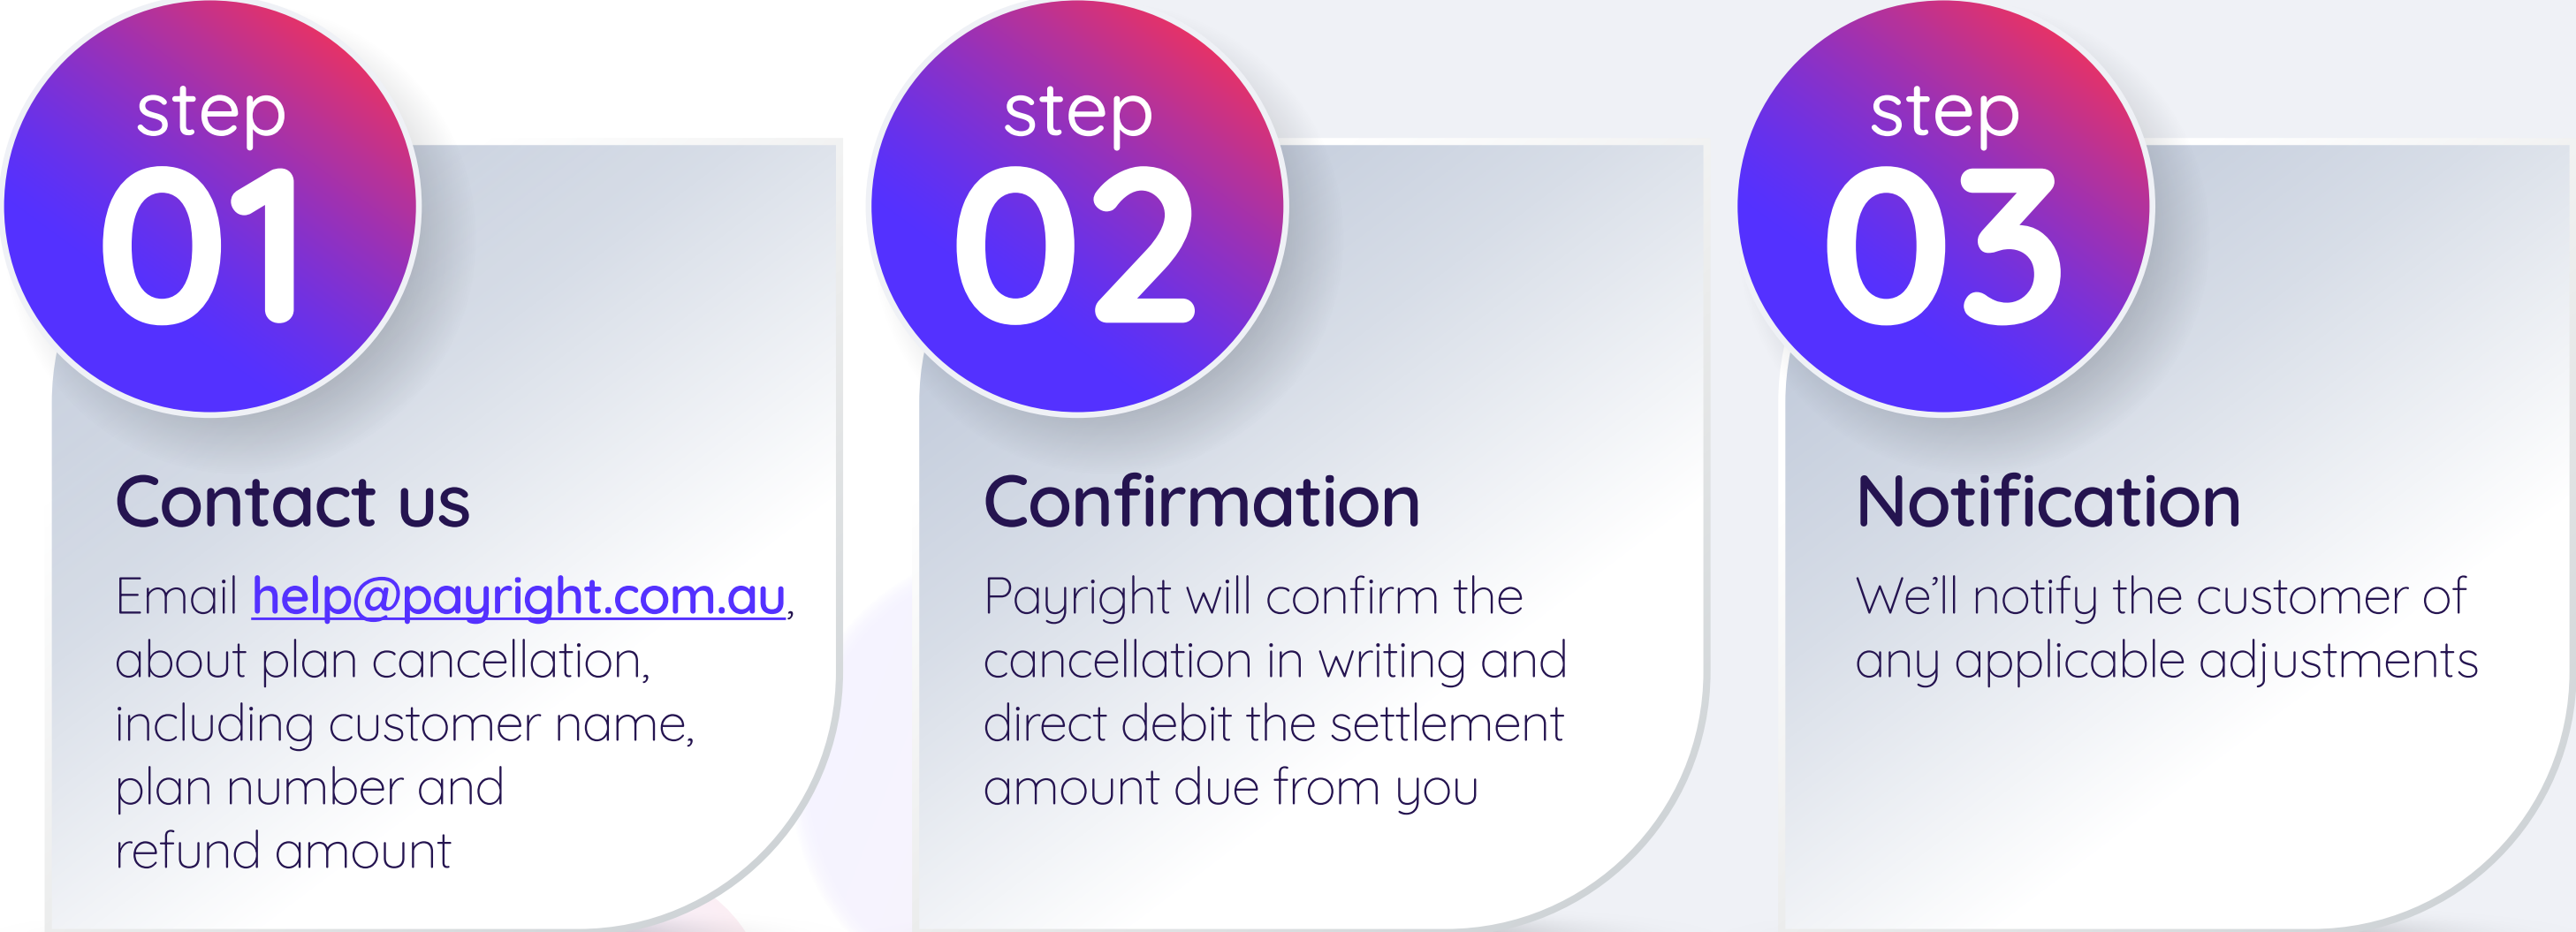 step
01
Contact us
Email help@payright.com.au,
about plan cancellation,
including customer name,
plan number and
refund amount
step
02
Confirmation
Payright will confirm the
cancellation in writing and
direct debit the settlement
amount due from you
step
03
Notification
We’ll notify the customer of
any applicable adjustments